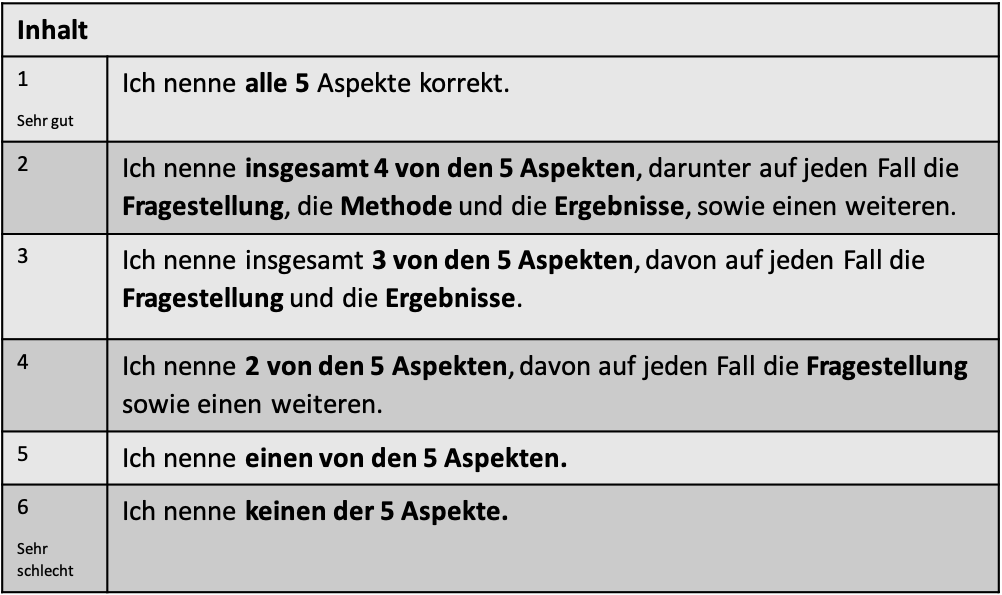 Inhalt
1
Sehr gut
Ich nenne alle 5 Aspekte korrekt.
2
Ich nenne insgesamt 4 von den 5 Aspekten, darunter auf jeden Fall die
Fragestellung, die Methode und die Ergebnisse, sowie einen weiteren.
3
Ich nenne insgesamt 3 von den 5 Aspekten, davon auf jeden Fall die
Fragestellung und die Ergebnisse.
4
Ich nenne 2 von den 5 Aspekten, davon auf jeden Fall die Fragestellung
sowie einen weiteren.
5
Ich nenne einen von den 5 Aspekten.
6
Sehr
schlecht
Ich nenne keinen der 5 Aspekte.